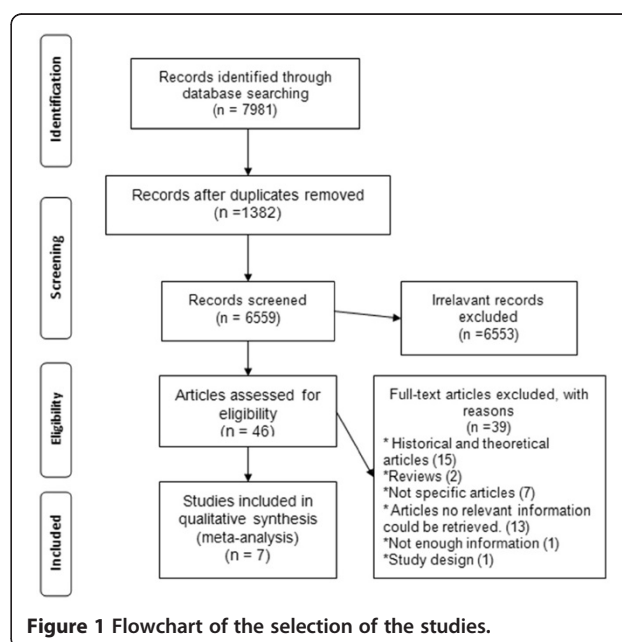 Identification
Records identified through
database searching
(n = 7981)
Records after duplicates removed
(n =1382)
Screening
Records screened
(n = 6559)
Irrelavant records
excluded
(n =6553)
Eligibility
Articles assessed for
eligibility
(n = 46)
Full-text articles excluded, with
reasons
(n =39)
* Historical and theoretical
articles (15)
*Reviews (2)
*Not specific articles (7)
*Articles no relevant information
could be retrieved. (13)
*Not enough information (1)
*Study design (1)
Included
Studies included in
qualitative synthesis
(meta-analysis)
n = 7)
Figure 1 Flowchart of the selection of the studies.